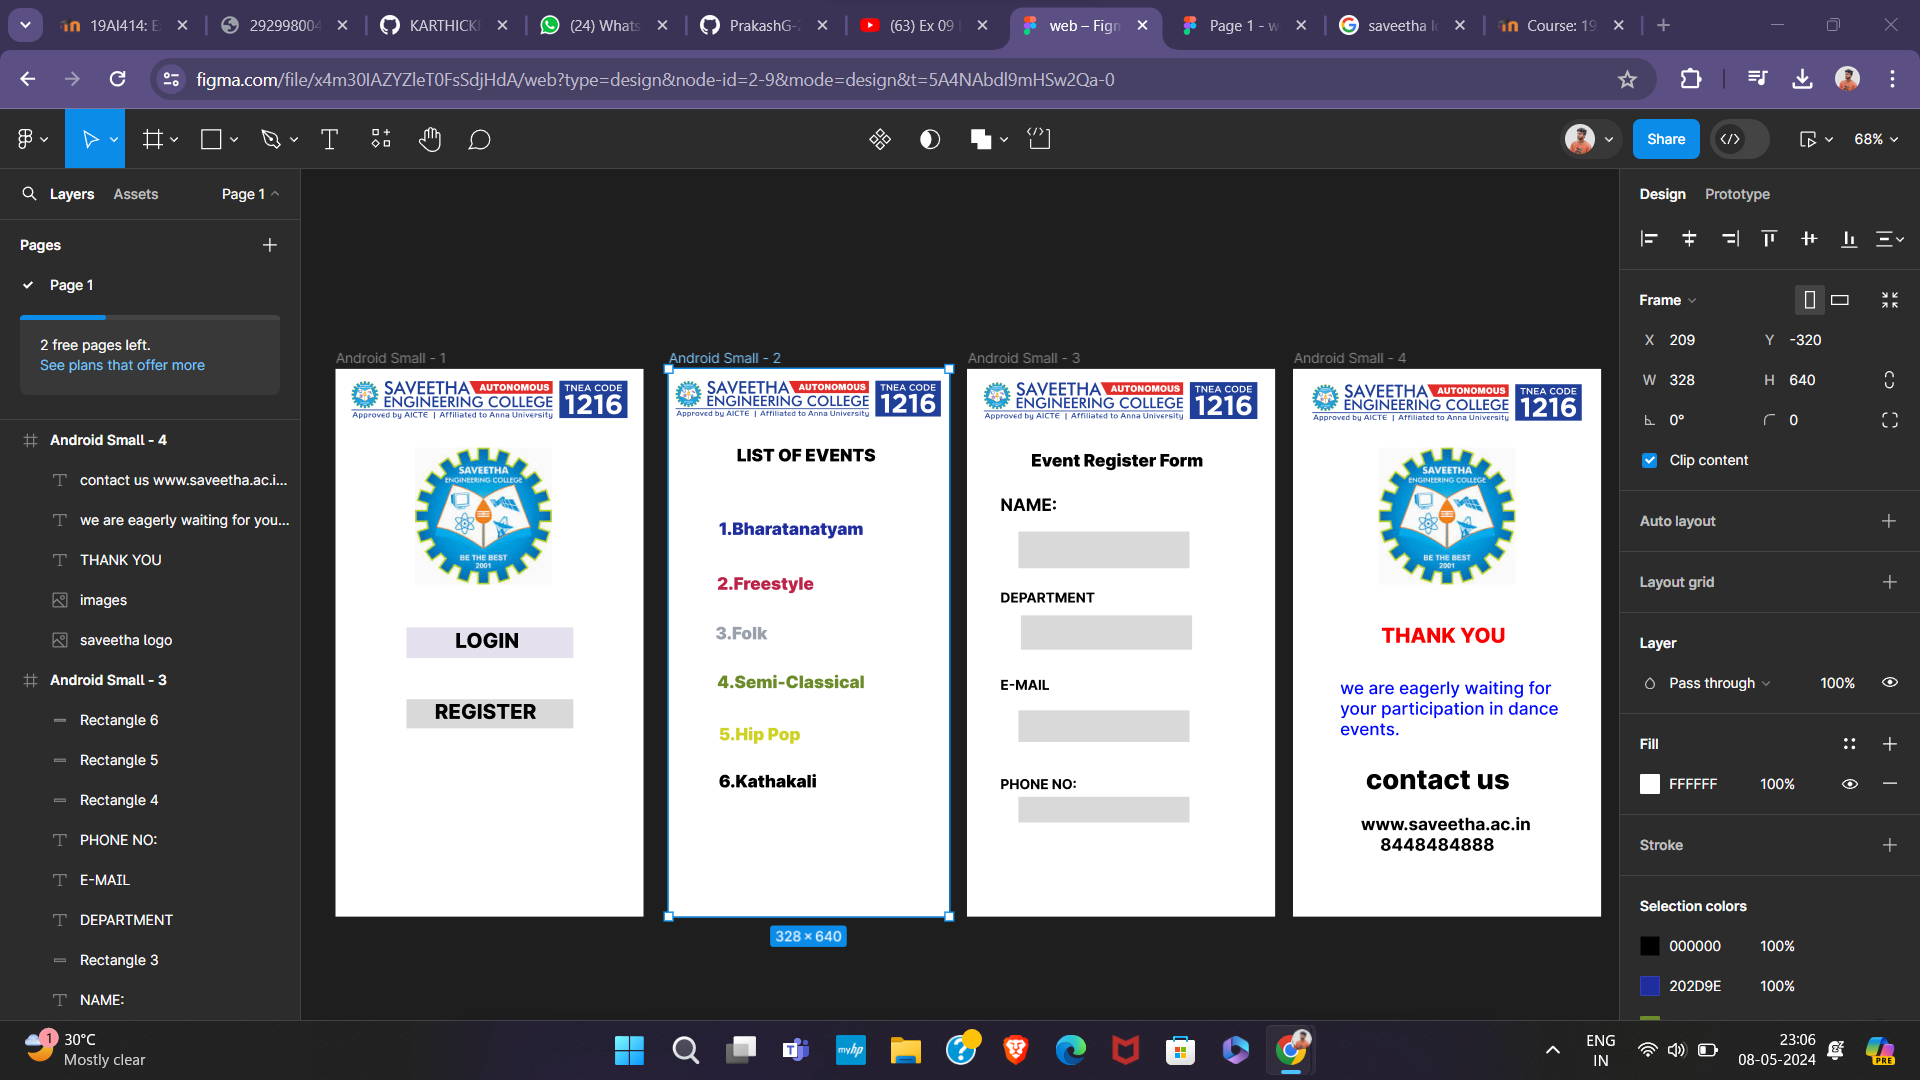 19AI414: E
292998004
KARTHICK
(24) Whats
PrakashG-2
(63) Ex 09
web – Figm
Page 1 - w
saveetha l
Course: 19
figma.com/file/x4m30IAZYZleT0FsSdjHdA/web?type=design&node-id=2-9&mode=design&t=5A4NAbdl9mHSw2Qa-0
Share
68%
Layers
Assets
Page 1
Pages
Page 1
2 free pages left.
See plans that offer more
Android Small - 4
contact us www.saveetha.ac.i...
we are eagerly waiting for you...
THANK YOU
images
saveetha logo
Android Small - 3
Rectangle 6
Rectangle 5
Rectangle 4
PHONE NO:
E-MAIL
DEPARTMENT
Rectangle 3
NAME:
Android Small - 1
SAVEETHA AUTONOMOUS
ENGINEERING COLLEGE
Approved by AICTE | Affiliated to Anna University
TNEA CODE
1216
SAVEETHA
ENGINEERING COLLEGE
BE THE BEST
2001
LOGIN
REGISTER
Android Small - 2
SAVEETHA AUTONOMOUS
ENGINEERING COLLEGE
Approved by AICTE | Affiliated to Anna University
TNEA CODE
1216
LIST OF EVENTS
1.Bharatanatyam
2.Freestyle
3.Folk
4.Semi-Classical
5.Hip Pop
6.Kathakali
328 × 640
Android Small - 3
SAVEETHA AUTONOMOUS
ENGINEERING COLLEGE
Approved by AICTE | Affiliated to Anna University
TNEA CODE
1216
Event Register Form
NAME:
DEPARTMENT
E-MAIL
PHONE NO:
Android Small - 4
SAVEETHA AUTONOMOUS
ENGINEERING COLLEGE
Approved by AICTE | Affiliated to Anna University
TNEA CODE
1216
SAVEETHA
ENGINEERING COLLEGE
BE THE BEST
2001
THANK YOU
we are eagerly waiting for
your participation in dance
events.
contact us
www.saveetha.ac.in
8448484888
Design
Prototype
Frame
X 209
Y -320
W 328
H 640
0°
0
Clip content
Auto layout
Layout grid
Layer
Pass through
100%
Fill
FFFFFF
100%
Stroke
Selection colors
000000
100%
202D9E
100%
1
30°C
Mostly clear
myhp
PRE
ENG
IN
23:06
08-05-2024